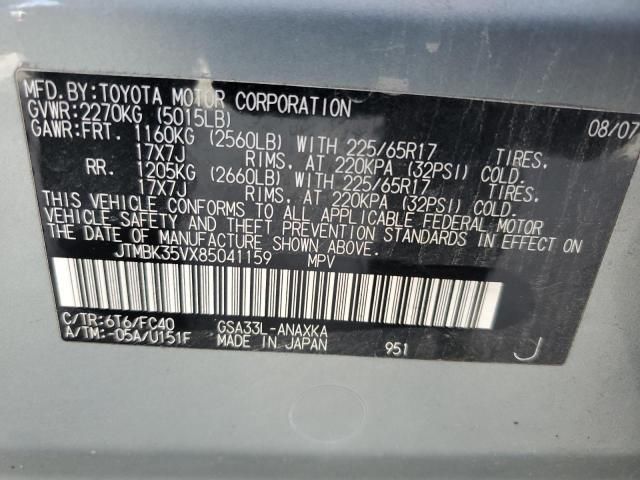 MFD.BY:TOYOTA MOTOR CORPORATION 08/07
GVWR:2270KG (5015LB)
GAWR:FRT. 1160KG (2560LB) WITH 225/65R17 TIRES.
17X7J RIMS. AT 220KPA (32PSI) COLD.
RR. 1205KG (2660LB) WITH 225/65R17 TIRES.
17X7J RIMS. AT 220KPA (32PSI) COLD.
THIS VEHICLE CONFORMS TO ALL APPLICABLE FEDERAL MOTOR
VEHICLE SAFETY AND THEFT PREVENTION STANDARDS IN EFFECT ON
THE DATE OF MANUFACTURE SHOWN ABOVE.
JTMBK35VX85041159 MPV
C/TR:6T6/FC40 GSA33L-ANAXKA
A/TM:-05A/U151F MADE IN JAPAN 951 J